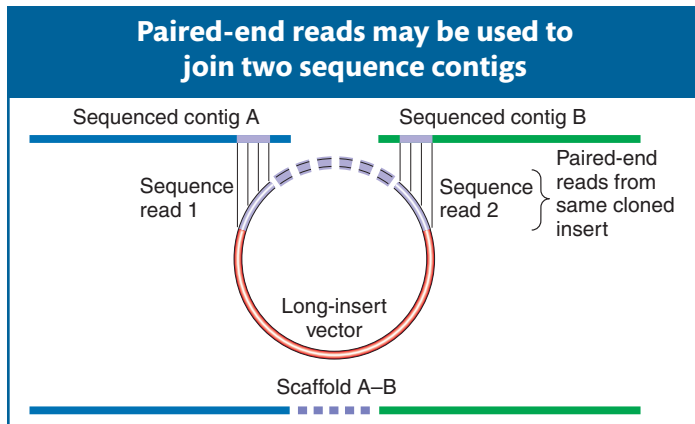 Paired-end reads may be used to
join two sequence contigs
Sequenced contig A
Sequenced contig B
Sequence
read 1
Sequence
read 2
Paired-end
reads from
same cloned
insert
Long-insert
vector
Scaffold A–B